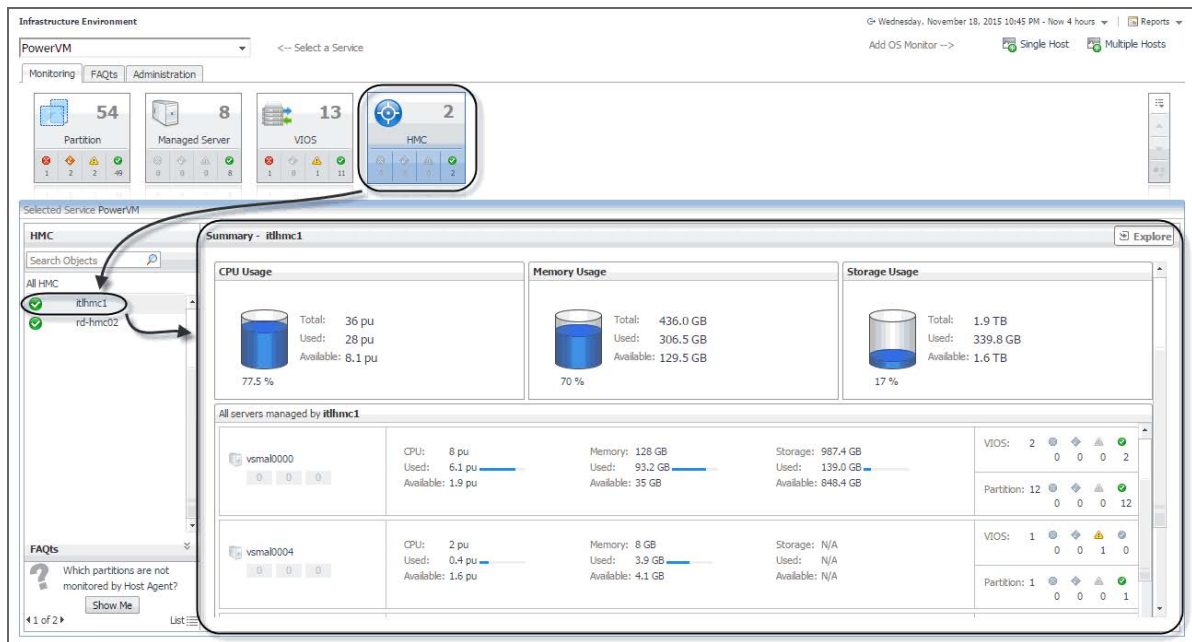 Infrastructure Environment
Wednesday, November 18, 2015 10:45 PM - Now 4 hours
Reports
PowerVM
<-- Select a Service
Add OS Monitor -->
Single Host
Multiple Hosts
Monitoring
FAQts
Administration
54
Partition
1 2 2 49
8
Managed Server
0 0 0 8
13
VIOS
1 0 1 11
2
HMC
0 0 0 2
Selected Service PowerVM
HMC
Search Objects
All HMC
itlhmc1
rd-hmc02
FAQts
Which partitions are not
monitored by Host Agent?
Show Me
1 of 2
List
Summary - itlhmc1
Explore
CPU Usage
Total: 36 pu
Used: 28 pu
Available: 8.1 pu
77.5 %
Memory Usage
Total: 436.0 GB
Used: 306.5 GB
Available: 129.5 GB
70 %
Storage Usage
Total: 1.9 TB
Used: 339.8 GB
Available: 1.6 TB
17 %
All servers managed by itlhmc1
vsmal0000
0 0 0
CPU: 8 pu
Used: 6.1 pu
Available: 1.9 pu
Memory: 128 GB
Used: 93.2 GB
Available: 35 GB
Storage: 987.4 GB
Used: 139.0 GB
Available: 848.4 GB
VIOS: 2
0 0 0 2
Partition: 12
0 0 0 12
vsmal0004
0 0 0
CPU: 2 pu
Used: 0.4 pu
Available: 1.6 pu
Memory: 8 GB
Used: 3.9 GB
Available: 4.1 GB
Storage: N/A
Used: N/A
Available: N/A
VIOS: 1
0 0 1 0
Partition: 1
0 0 0 1